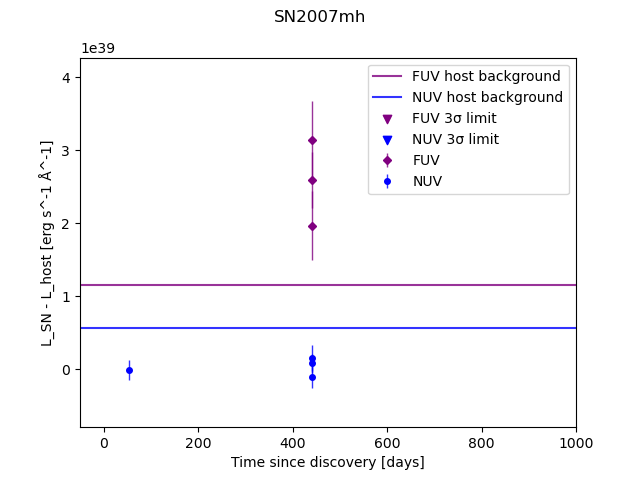 SN2007mh
1e39
4
3
2
1
0
L_SN - L_host [erg s^-1 Å^-1]
FUV host background
NUV host background
FUV 3σ limit
NUV 3σ limit
FUV
NUV
0 200 400 600 800 1000
Time since discovery [days]